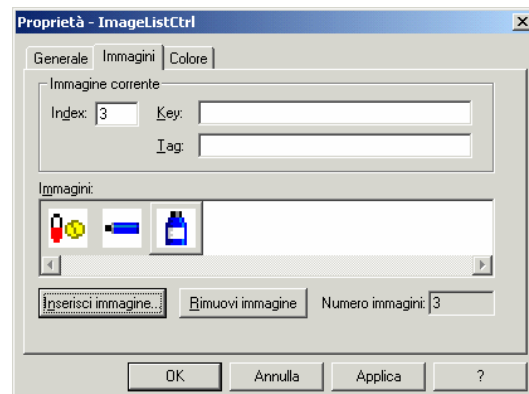 Proprietà - ImageListCtrl
Generale Immagini Colore
Immagine corrente
Index: 3 Key:
Tag:
Immagini:
Inserisci immagine... Rimuovi immagine Numero immagini: 3
OK Annulla Applica ?